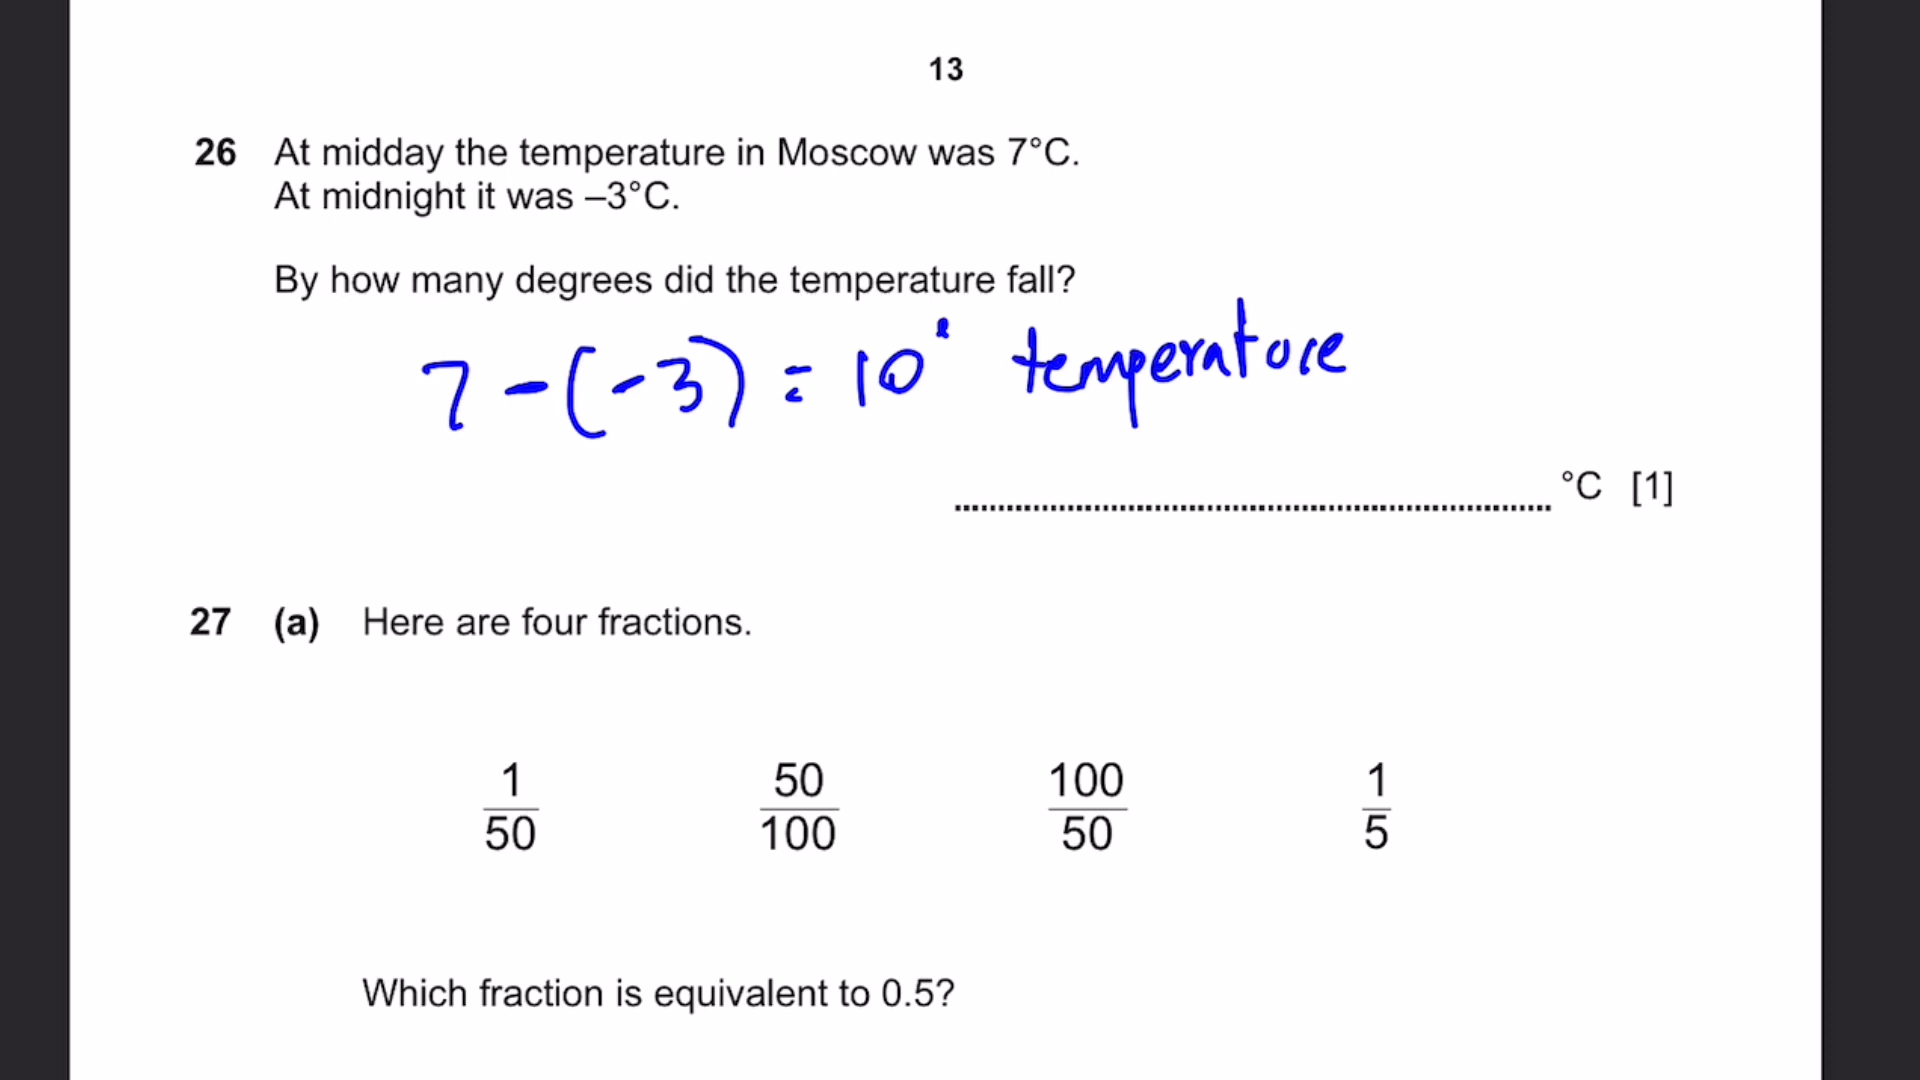 13
26 At midday the temperature in Moscow was 7°C.
At midnight it was –3°C.
By how many degrees did the temperature fall?
7 - (-3) = 10° temperature
.................................................. °C [1]
27 (a) Here are four fractions.
1/50 50/100 100/50 1/5
Which fraction is equivalent to 0.5?